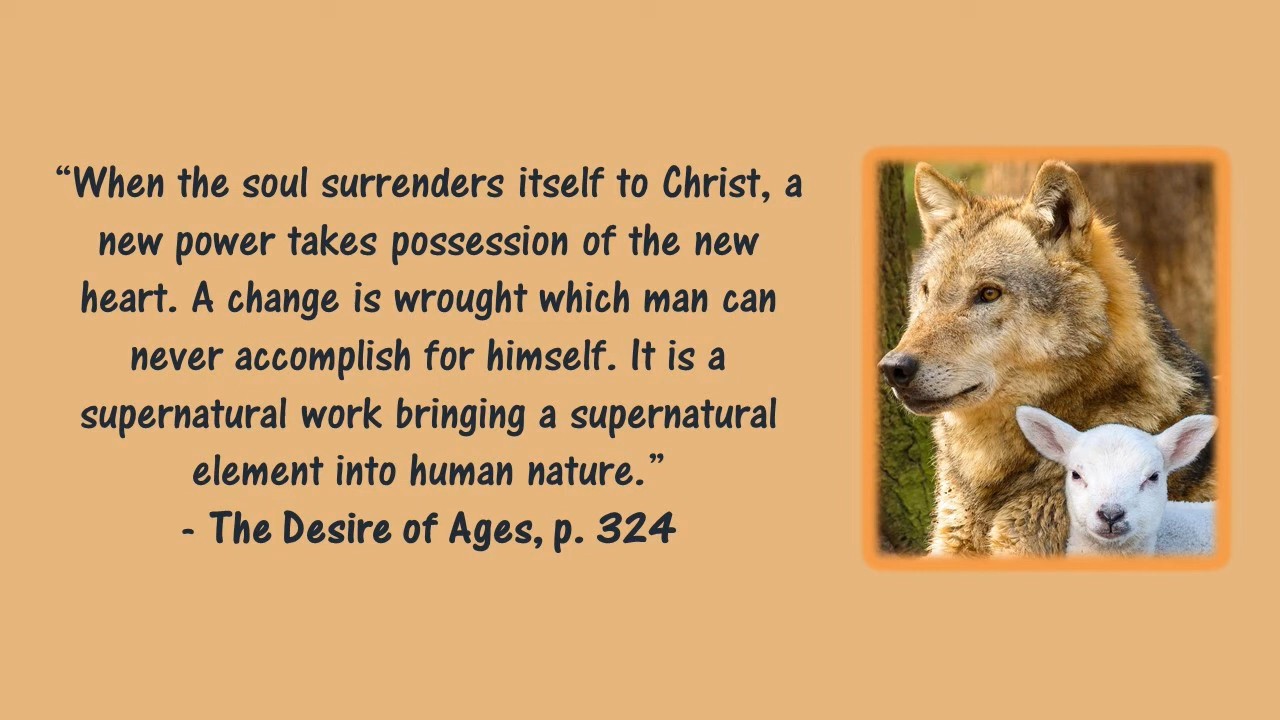 “When the soul surrenders itself to Christ, a
new power takes possession of the new
heart. A change is wrought which man can
never accomplish for himself. It is a
supernatural work bringing a supernatural
element into human nature.”
- The Desire of Ages, p. 324